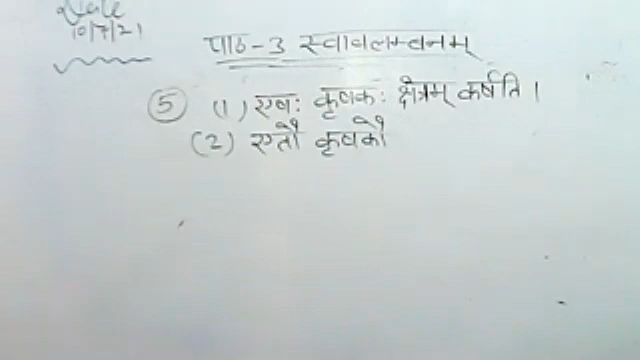 Date
10/7/21
पाठ-3 स्वावलम्बनम्
(5) (1) एषः कृषकः क्षेत्रम् कर्षति ।
(2) एतौ कृषकौ